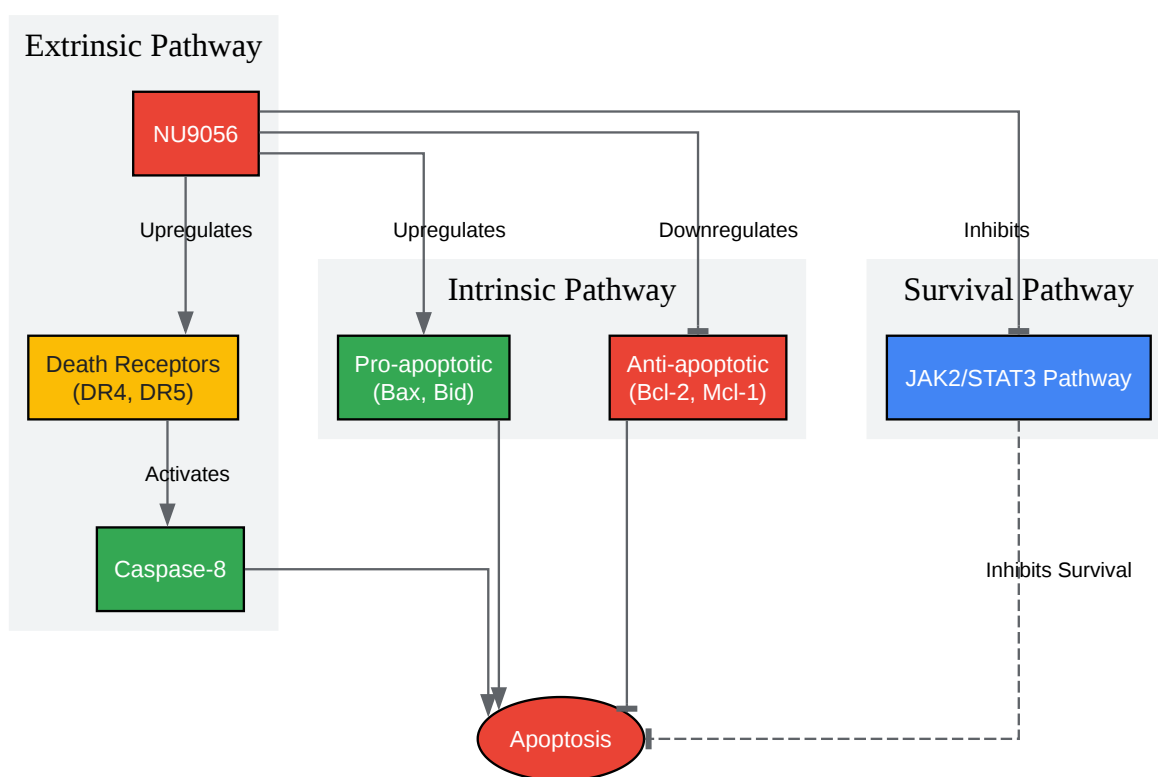 Extrinsic Pathway
NU9056
Upregulates
Upregulates
Downregulates
Inhibits
Intrinsic Pathway
Survival Pathway
Death Receptors
(DR4, DR5)
Pro-apoptotic
(Bax, Bid)
Anti-apoptotic
(Bcl-2, Mcl-1)
JAK2/STAT3 Pathway
Activates
Caspase-8
Inhibits Survival
Apoptosis